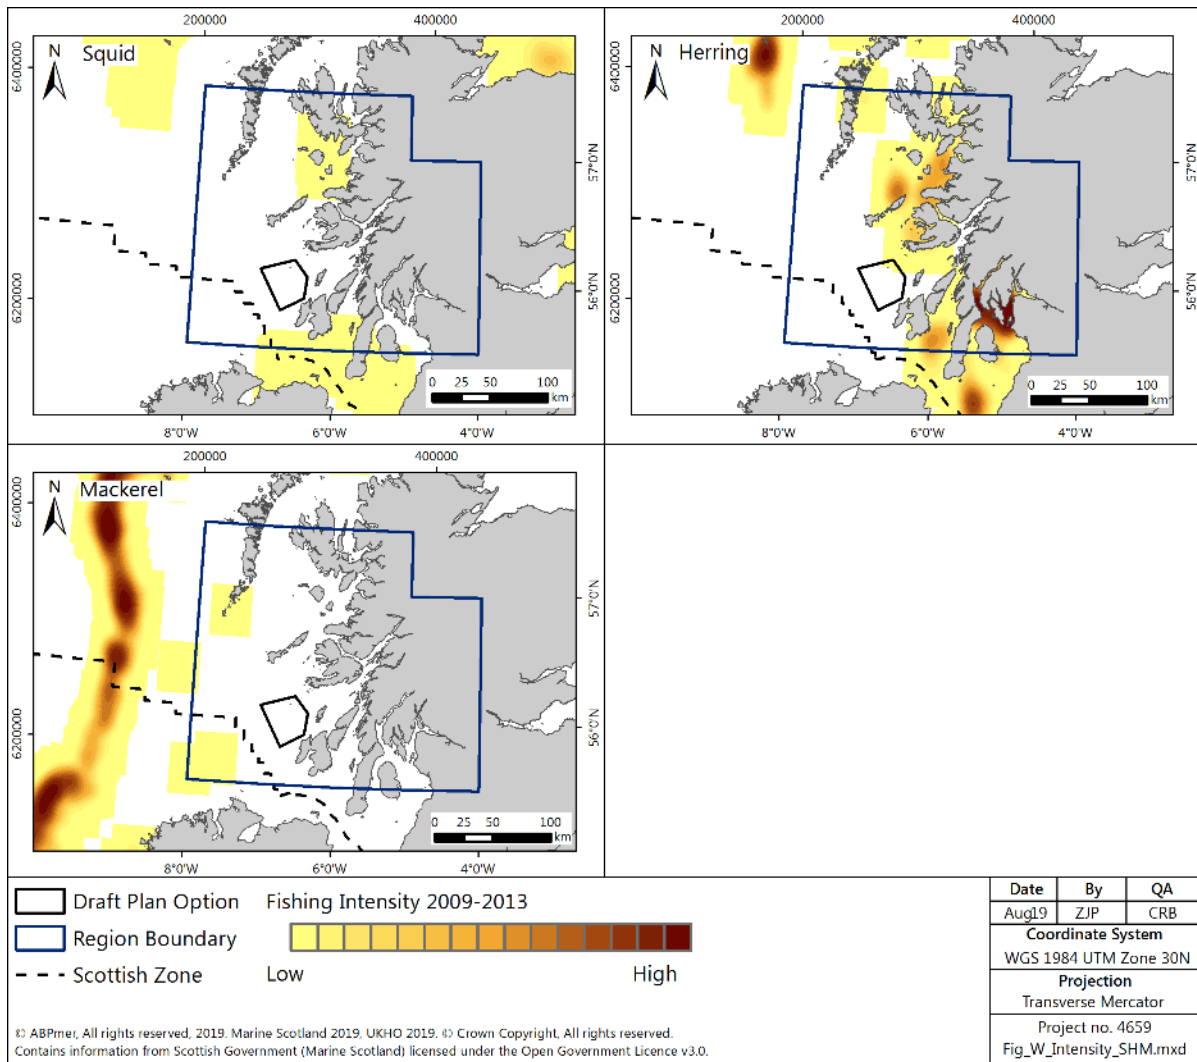 200000 400000
200000 400000
N
Squid
N
Herring
6400000
6400000
57°0'N
57°0'N
6200000
56°0'N
6200000
56°0'N
0 25 50 100
km
0 25 50 100
km
8°0'W 6°0'W 4°0'W
8°0'W 6°0'W 4°0'W
200000 400000
N
Mackerel
6400000
57°0'N
6200000
56°0'N
0 25 50 100
km
8°0'W 6°0'W 4°0'W
Draft Plan Option
Region Boundary
Scottish Zone
Fishing Intensity 2009-2013
Low High
Date By QA
Aug19 ZJP CRB
Coordinate System
WGS 1984 UTM Zone 30N
Projection
Transverse Mercator
Project no. 4659
Fig_W_Intensity_SHM.mxd
© ABPmer, All rights reserved, 2019. Marine Scotland 2019, UKHO 2019. © Crown Copyright, All rights reserved.
Contains information from Scottish Government (Marine Scotland) licensed under the Open Government Licence v3.0.